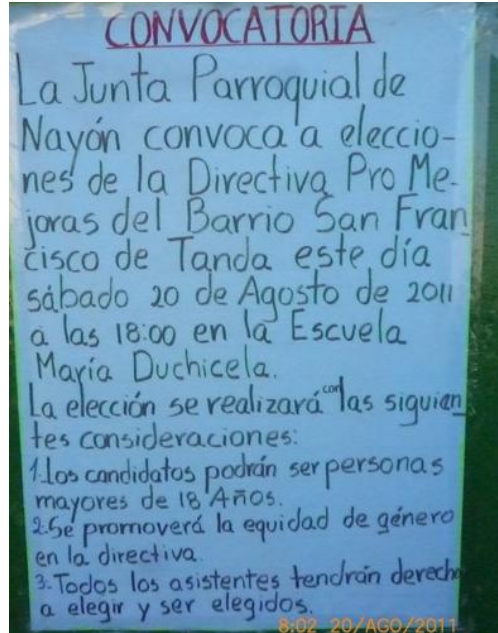 CONVOCATORIA
La Junta Parroquial de
Nayón convoca a eleccio-
nes de la Directiva Pro Me-
joras del Barrio San Fran
cisco de Tanda este día
sábado 20 de Agosto de 2011
a las 18:00 en la Escuela
María Duchicela.
La elección se realizará con las siguien
tes consideraciones:
1. Los candidatos podrán ser personas
mayores de 18 Años.
2. Se promoverá la equidad de género
en la directiva.
3. Todos los asistentes tendrán derecho
a elegir y ser elegidos.
8:02 20/AGO/2011